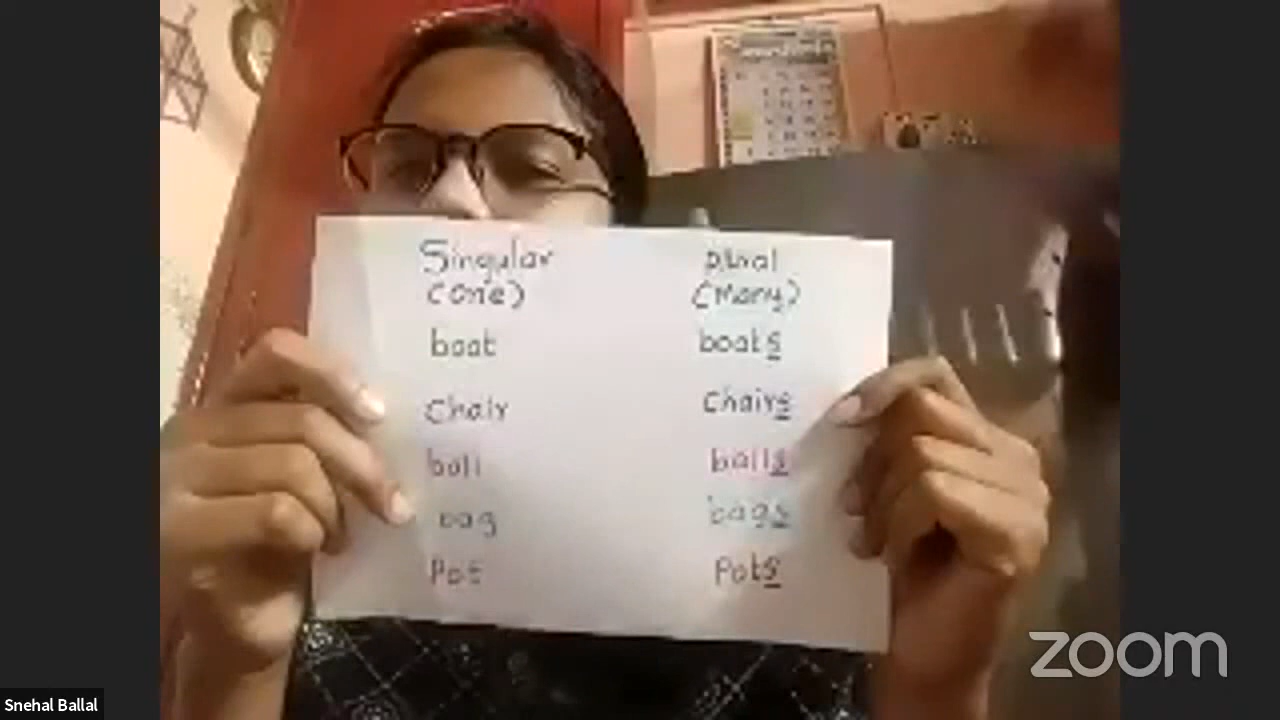 Singular Plural
(One) (Many)
boat boats
Chair Chairs
ball balls
bag bags
Pot Pots
zoom
Snehal Ballal